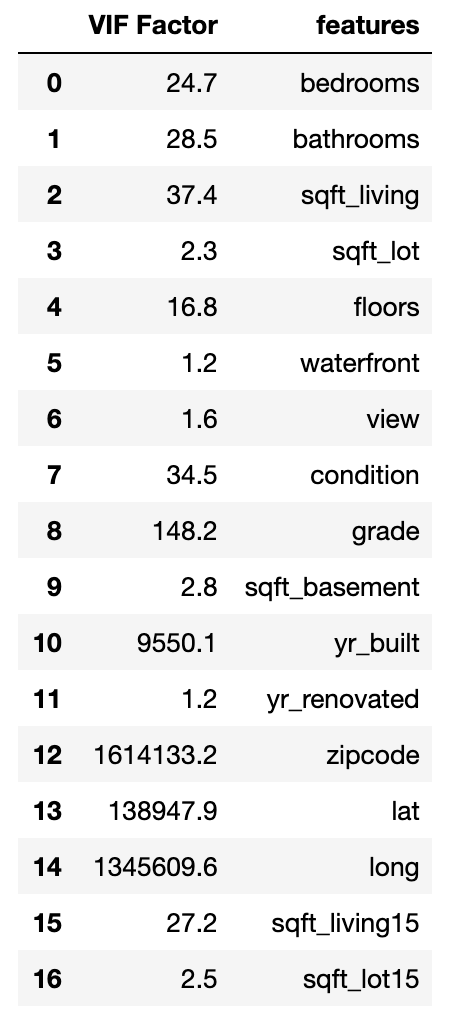 VIF Factor features
0 24.7 bedrooms
1 28.5 bathrooms
2 37.4 sqft_living
3 2.3 sqft_lot
4 16.8 floors
5 1.2 waterfront
6 1.6 view
7 34.5 condition
8 148.2 grade
9 2.8 sqft_basement
10 9550.1 yr_built
11 1.2 yr_renovated
12 1614133.2 zipcode
13 138947.9 lat
14 1345609.6 long
15 27.2 sqft_living15
16 2.5 sqft_lot15